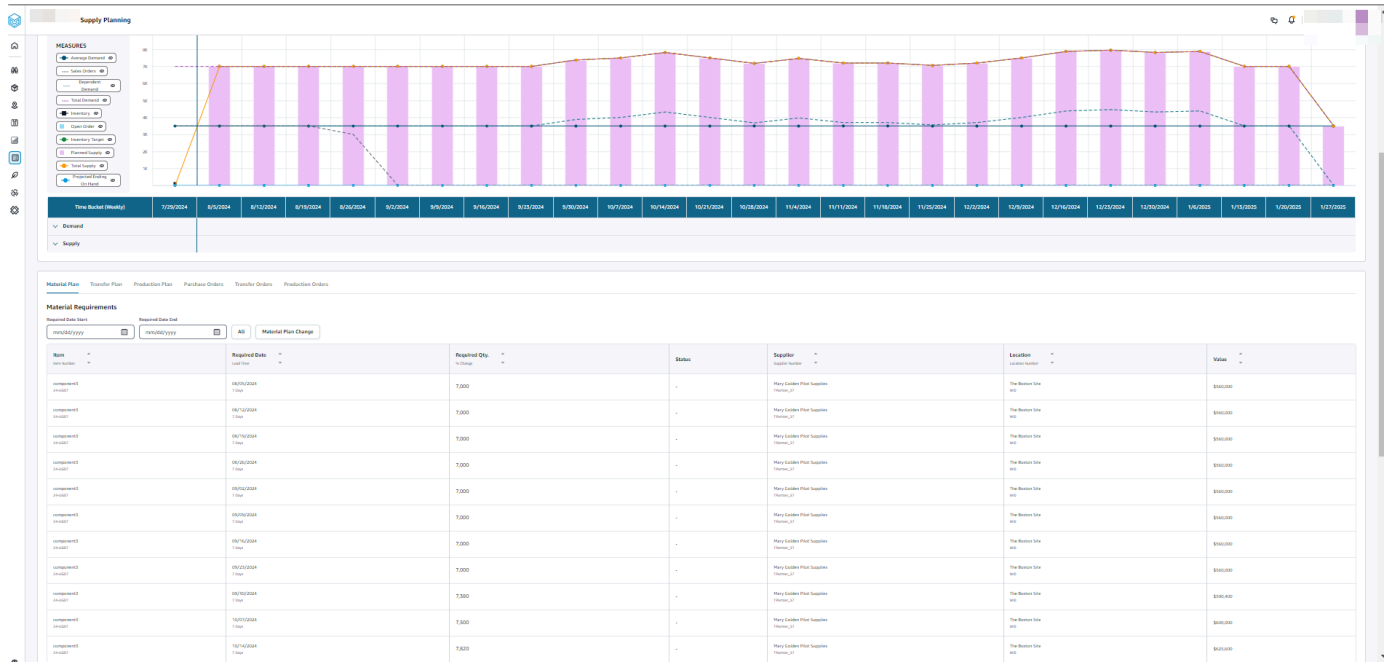 Supply Planning
MEASURES
Average Demand
Sales Orders
Dependent
Demand
Total Demand
Inventory
Open Order
Inventory Target
Planned Supply
Total Supply
Projected Ending
On Hand
80
70
60
50
40
30
20
10
Time Bucket (Weekly) 7/29/2024 8/5/2024 8/12/2024 8/19/2024 8/26/2024 9/2/2024 9/9/2024 9/16/2024 9/23/2024 9/30/2024 10/7/2024 10/14/2024 10/21/2024 10/28/2024 11/4/2024 11/11/2024 11/18/2024 11/25/2024 12/2/2024 12/9/2024 12/16/2024 12/23/2024 12/30/2024 1/6/2025 1/13/2025 1/20/2025 1/27/2025
Demand
Supply
Material Plan Transfer Plan Production Plan Purchase Orders Transfer Orders Production Orders
Material Requirements
Required Date Start Required Date End
mm/dd/yyyy mm/dd/yyyy All Material Plan Change
Item Required Date Required Qty. Status Supplier Location Value
Item Number Lead Time % Change Supplier Number Location Number
component3 08/05/2024 7,000 - Mary Golden Pilot Supplies The Boston Site $560,000
7 Days
component3 08/12/2024 7,000 - Mary Golden Pilot Supplies The Boston Site $560,000
7 Days
component3 08/19/2024 7,000 - Mary Golden Pilot Supplies The Boston Site $560,000
7 Days
component3 08/26/2024 7,000 - Mary Golden Pilot Supplies The Boston Site $560,000
7 Days
component3 09/02/2024 7,000 - Mary Golden Pilot Supplies The Boston Site $560,000
7 Days
component3 09/09/2024 7,000 - Mary Golden Pilot Supplies The Boston Site $560,000
7 Days
component3 09/16/2024 7,000 - Mary Golden Pilot Supplies The Boston Site $560,000
7 Days
component3 09/23/2024 7,000 - Mary Golden Pilot Supplies The Boston Site $560,000
7 Days
component3 09/30/2024 - Mary Golden Pilot Supplies The Boston Site
7 Days
component3 10/07/2024 7,500 - Mary Golden Pilot Supplies The Boston Site $600,000
7 Days
component3 10/14/2024 7,820 - Mary Golden Pilot Supplies The Boston Site $625,600
7 Days